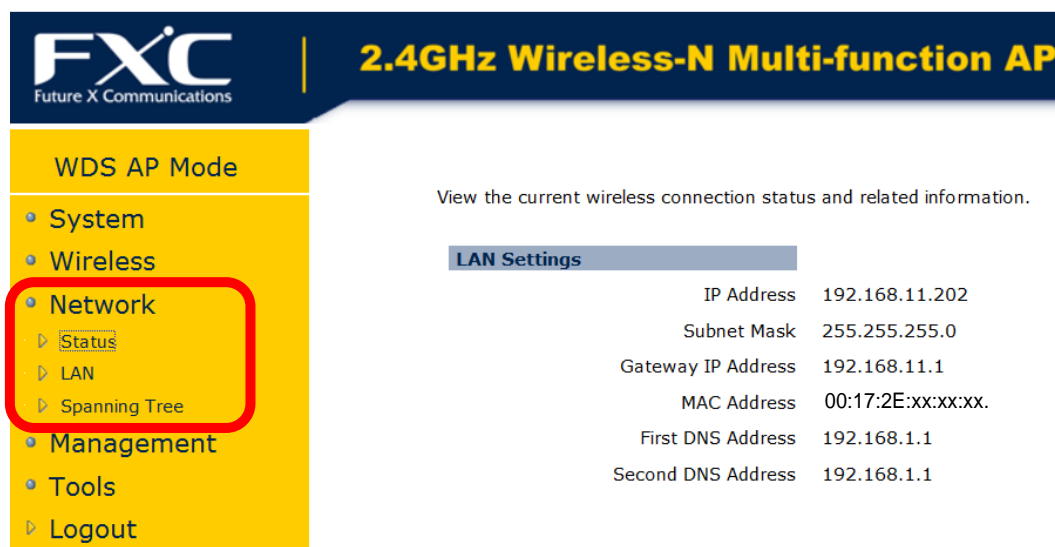 FXC
Future X Communications
2.4GHz Wireless-N Multi-function AP
WDS AP Mode
System
Wireless
Network
Status
LAN
Spanning Tree
Management
Tools
Logout
View the current wireless connection status and related information.
LAN Settings
IP Address 192.168.11.202
Subnet Mask 255.255.255.0
Gateway IP Address 192.168.11.1
MAC Address 00:17:2E:xx:xx:xx.
First DNS Address 192.168.1.1
Second DNS Address 192.168.1.1